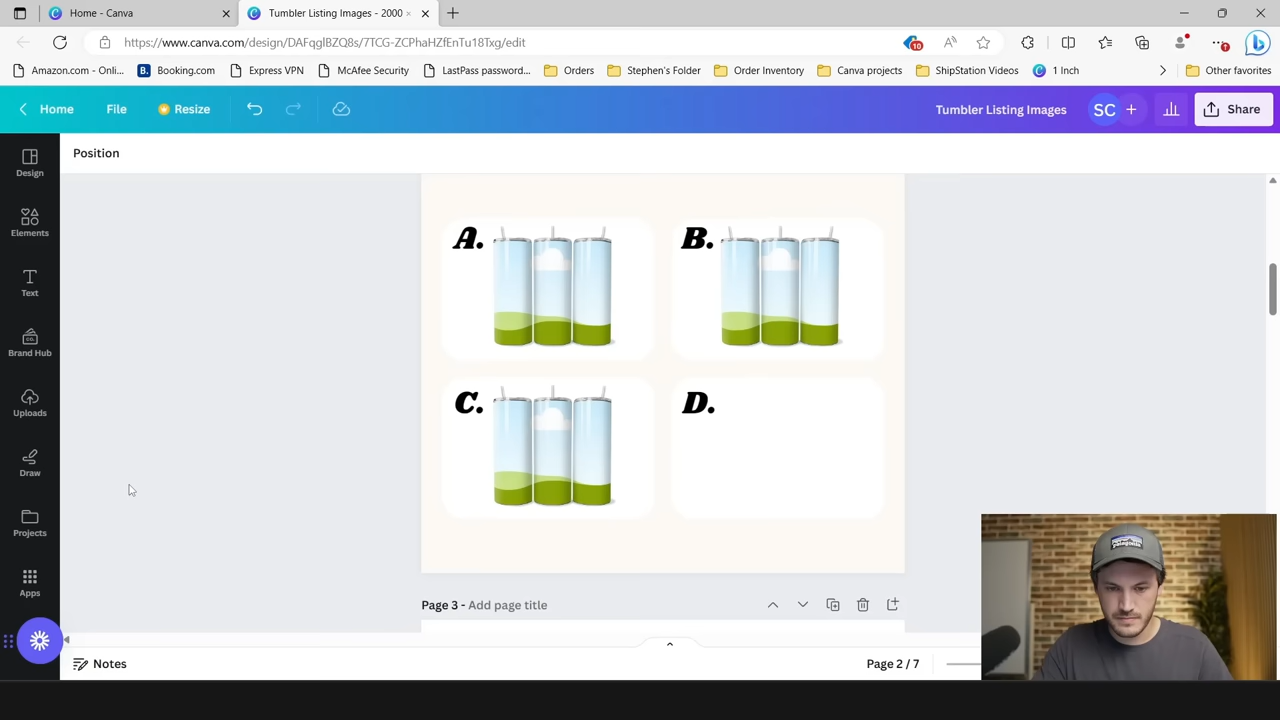 Home - Canva
Tumbler Listing Images - 2000
https://www.canva.com/design/DAFqglBZQ8s/7TCG-ZCPhaHZfEnTu18Txg/edit
10
Amazon.com - Onli...
Booking.com
Express VPN
McAfee Security
LastPass password...
Orders
Stephen's Folder
Order Inventory
Canva projects
ShipStation Videos
1 Inch
Other favorites
Home
File
Resize
Tumbler Listing Images
SC
Share
Position
Design
Elements
Text
Brand Hub
Uploads
Draw
Projects
Apps
A.
B.
C.
D.
Page 3 - Add page title
Notes
Page 2 / 7